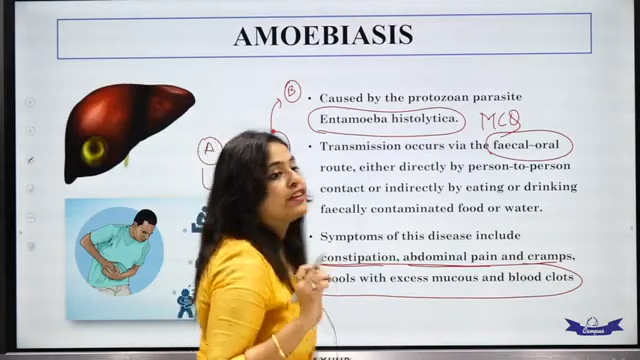 AMOEBIASIS
B
• Caused by the protozoan parasite
Entamoeba histolytica.
MCQ
A
• Transmission occurs via the faecal–oral
route, either directly by person-to-person
contact or indirectly by eating or drinking
faecally contaminated food or water.
• Symptoms of this disease include
constipation, abdominal pain and cramps,
ools with excess mucous and blood clots
Campus